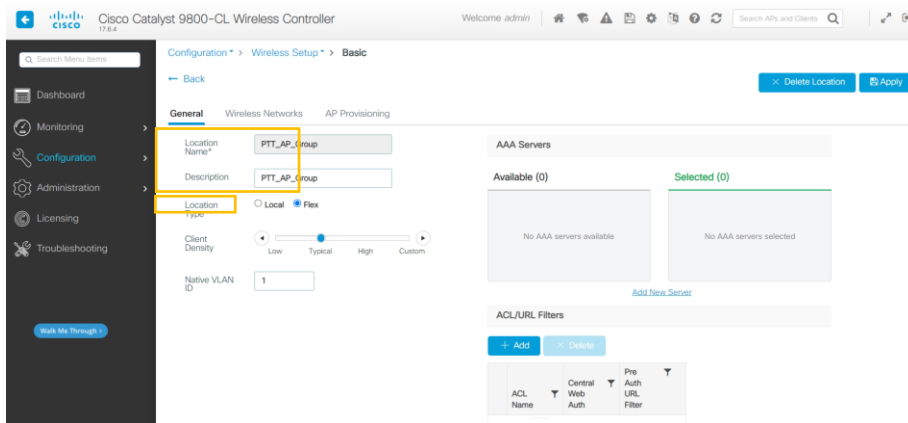 cisco
Cisco Catalyst 9800-CL Wireless Controller
17.6.4
Welcome admin
Search APs and Clients
Search Menu Items
Dashboard
Monitoring
Configuration
Administration
Licensing
Troubleshooting
Walk Me Through >
Configuration > Wireless Setup > Basic
← Back
× Delete Location
Apply
General Wireless Networks AP Provisioning
Location
Name*
PTT_AP_Group
Description
PTT_AP_Group
Location
Type
Local Flex
Client
Density
Low Typical High Custom
Native VLAN
ID
1
AAA Servers
Available (0) Selected (0)
No AAA servers available
No AAA servers selected
Add New Server
ACL/URL Filters
+ Add
× Delete
ACL
Name
Central
Web
Auth
Pre
Auth
URL
Filter